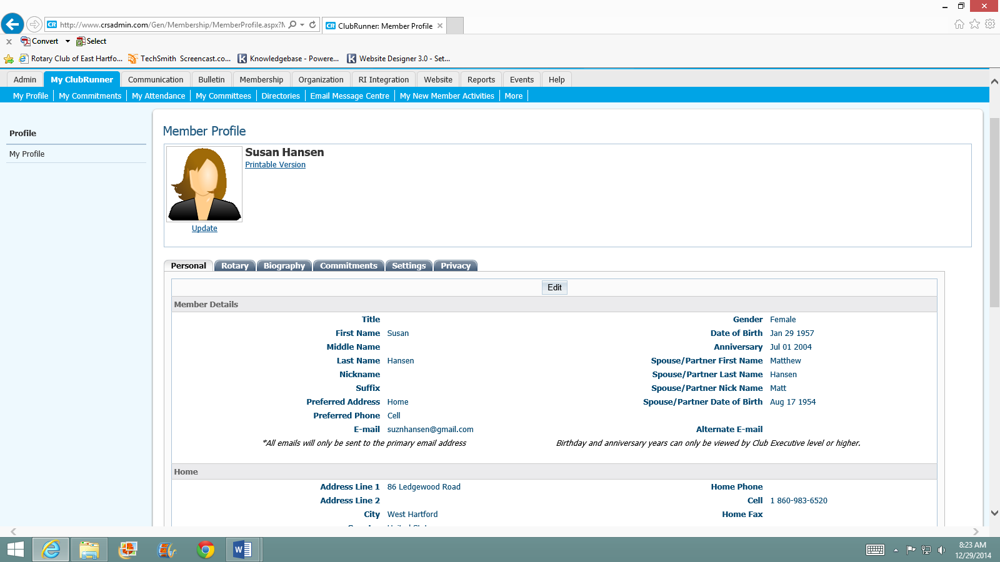 http://www.crsadmin.com/Gen/Membership/MemberProfile.aspx?M
CR ClubRunner: Member Profile
x Convert Select
Rotary Club of East Hartfo... TechSmith Screencast.co... K Knowledgebase - Powere... K Website Designer 3.0 - Set...
Admin My ClubRunner Communication Bulletin Membership Organization RI Integration Website Reports Events Help
My Profile My Commitments My Attendance My Committees Directories Email Message Centre My New Member Activities More
Profile
My Profile
Member Profile
Susan Hansen
Printable Version
Update
Personal Rotary Biography Commitments Settings Privacy
Edit
Member Details
Title Gender Female
First Name Susan Date of Birth Jan 29 1957
Middle Name Anniversary Jul 01 2004
Last Name Hansen Spouse/Partner First Name Matthew
Nickname Spouse/Partner Last Name Hansen
Suffix Spouse/Partner Nick Name Matt
Preferred Address Home Spouse/Partner Date of Birth Aug 17 1954
Preferred Phone Cell
E-mail suznhansen@gmail.com Alternate E-mail
*All emails will only be sent to the primary email address Birthday and anniversary years can only be viewed by Club Executive level or higher.
Home
Address Line 1 86 Ledgewood Road Home Phone
Address Line 2 Cell 1 860-983-6520
City West Hartford Home Fax
8:23 AM
12/29/2014